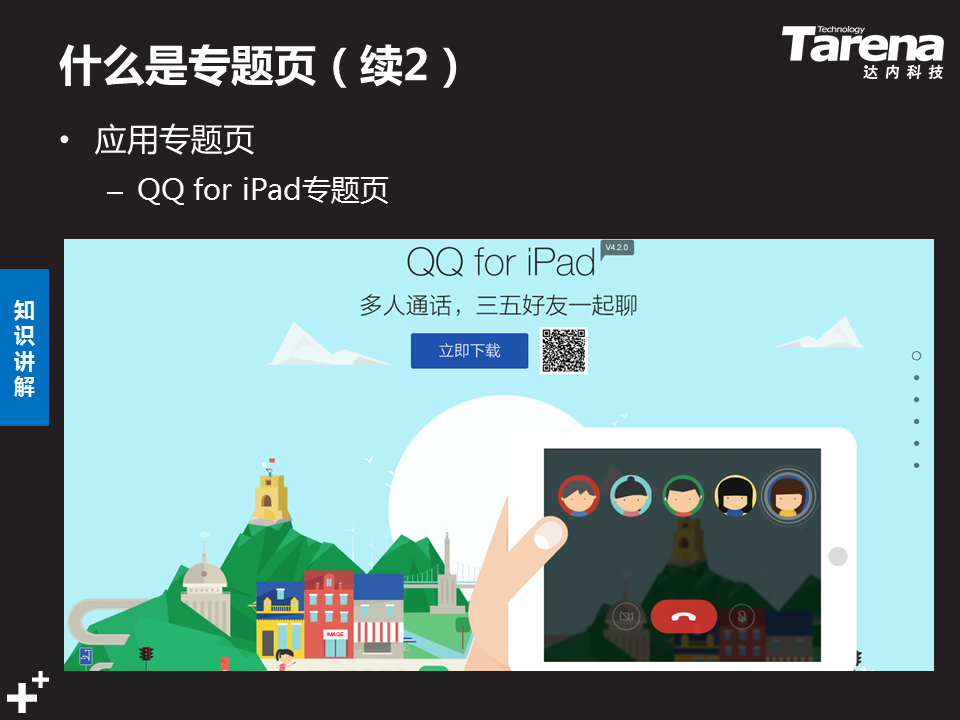 什么是专题页（续2）
Technology
Tarena
达内科技
• 应用专题页
– QQ for iPad专题页
知识讲解
QQ for iPad
V4.2.0
多人通话，三五好友一起聊
立即下载
IMAGE